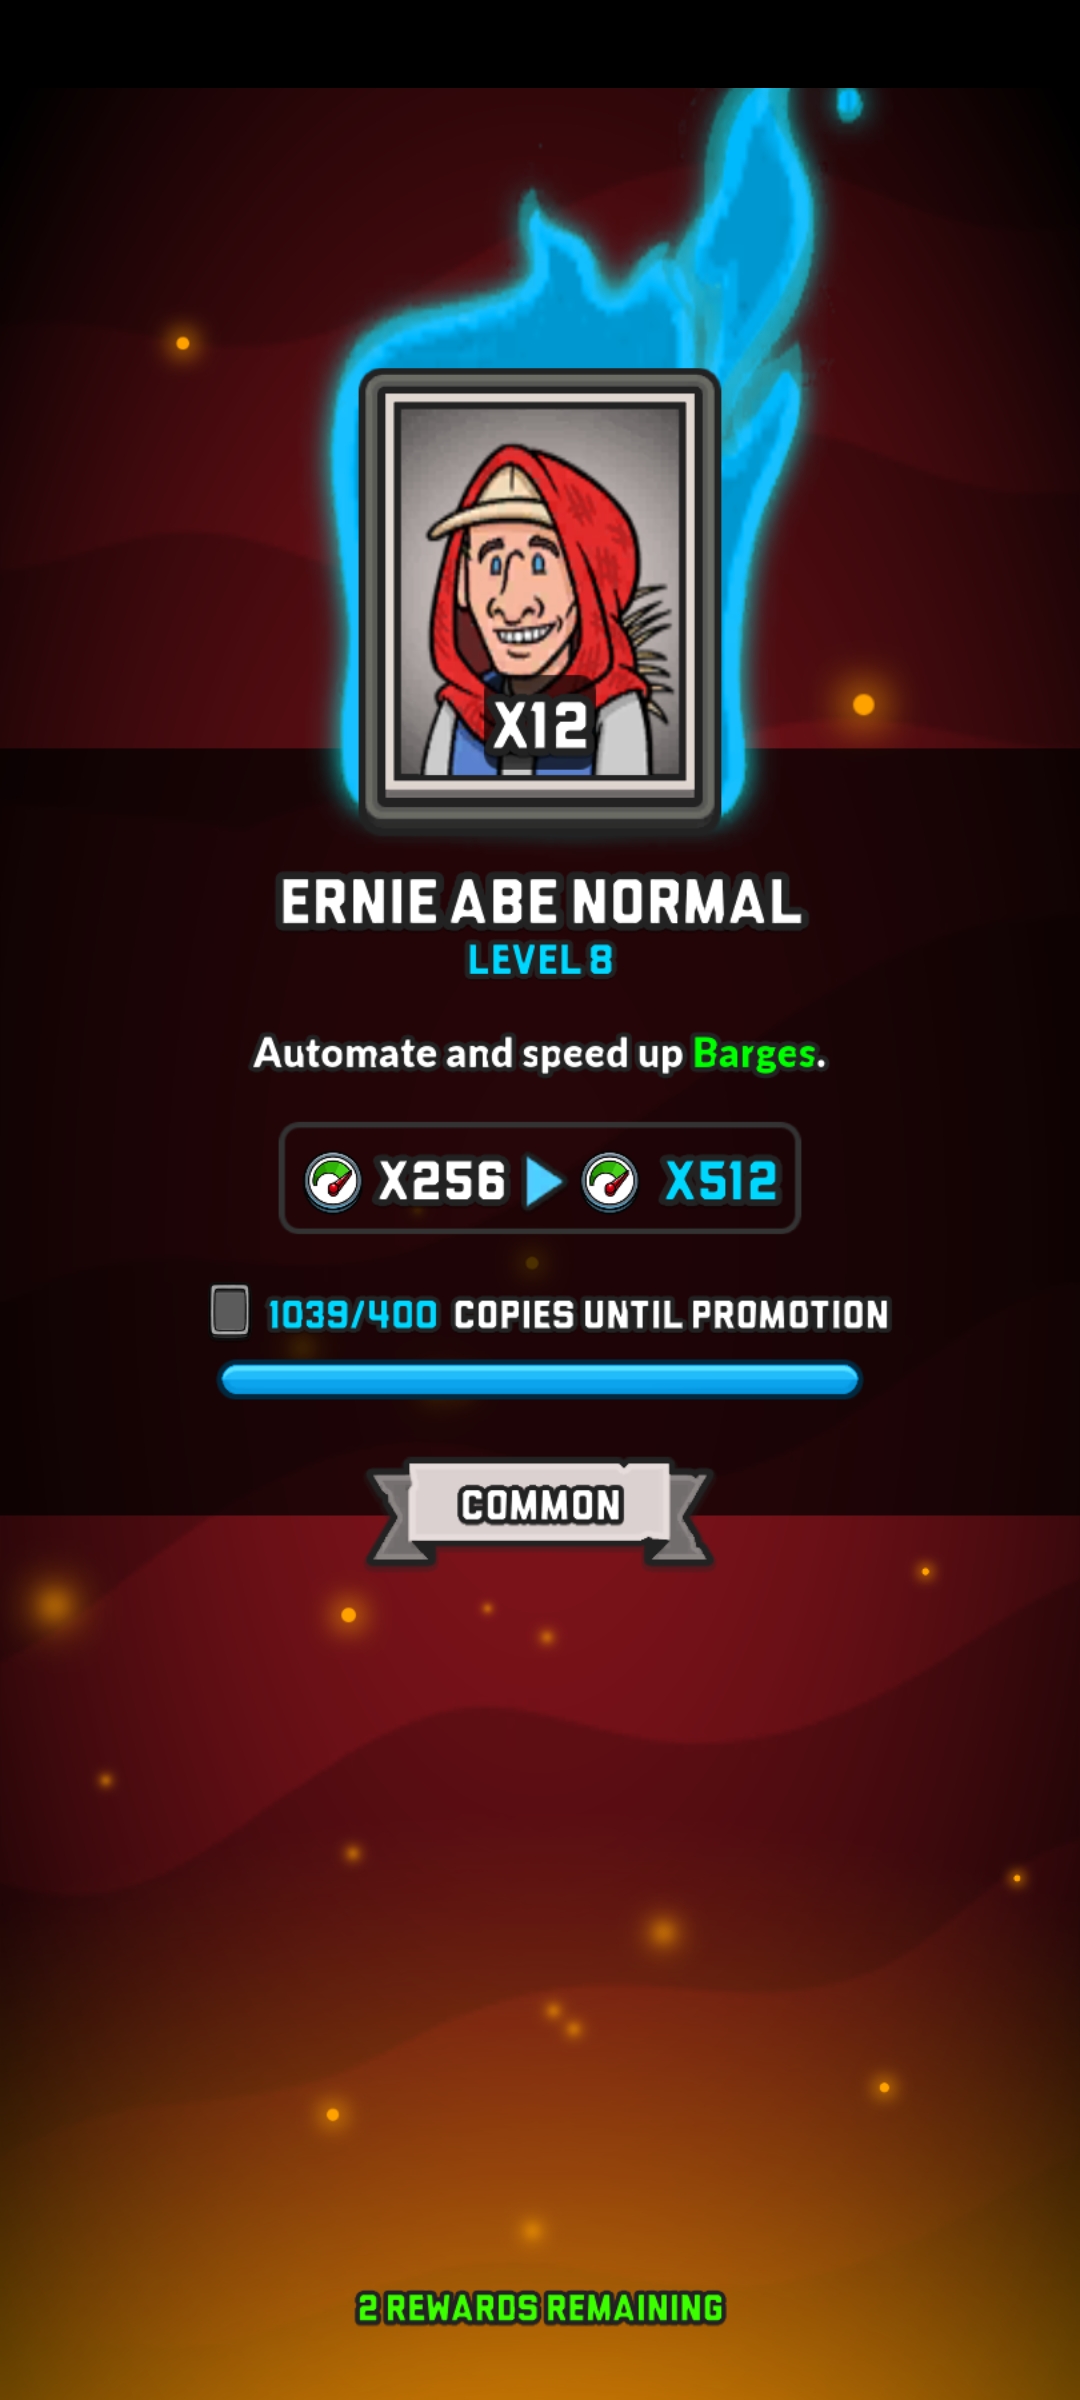 X12
ERNIE ABE NORMAL
LEVEL 8
Automate and speed up Barges.
X256 X512
1039/400 COPIES UNTIL PROMOTION
COMMON
2 REWARDS REMAINING